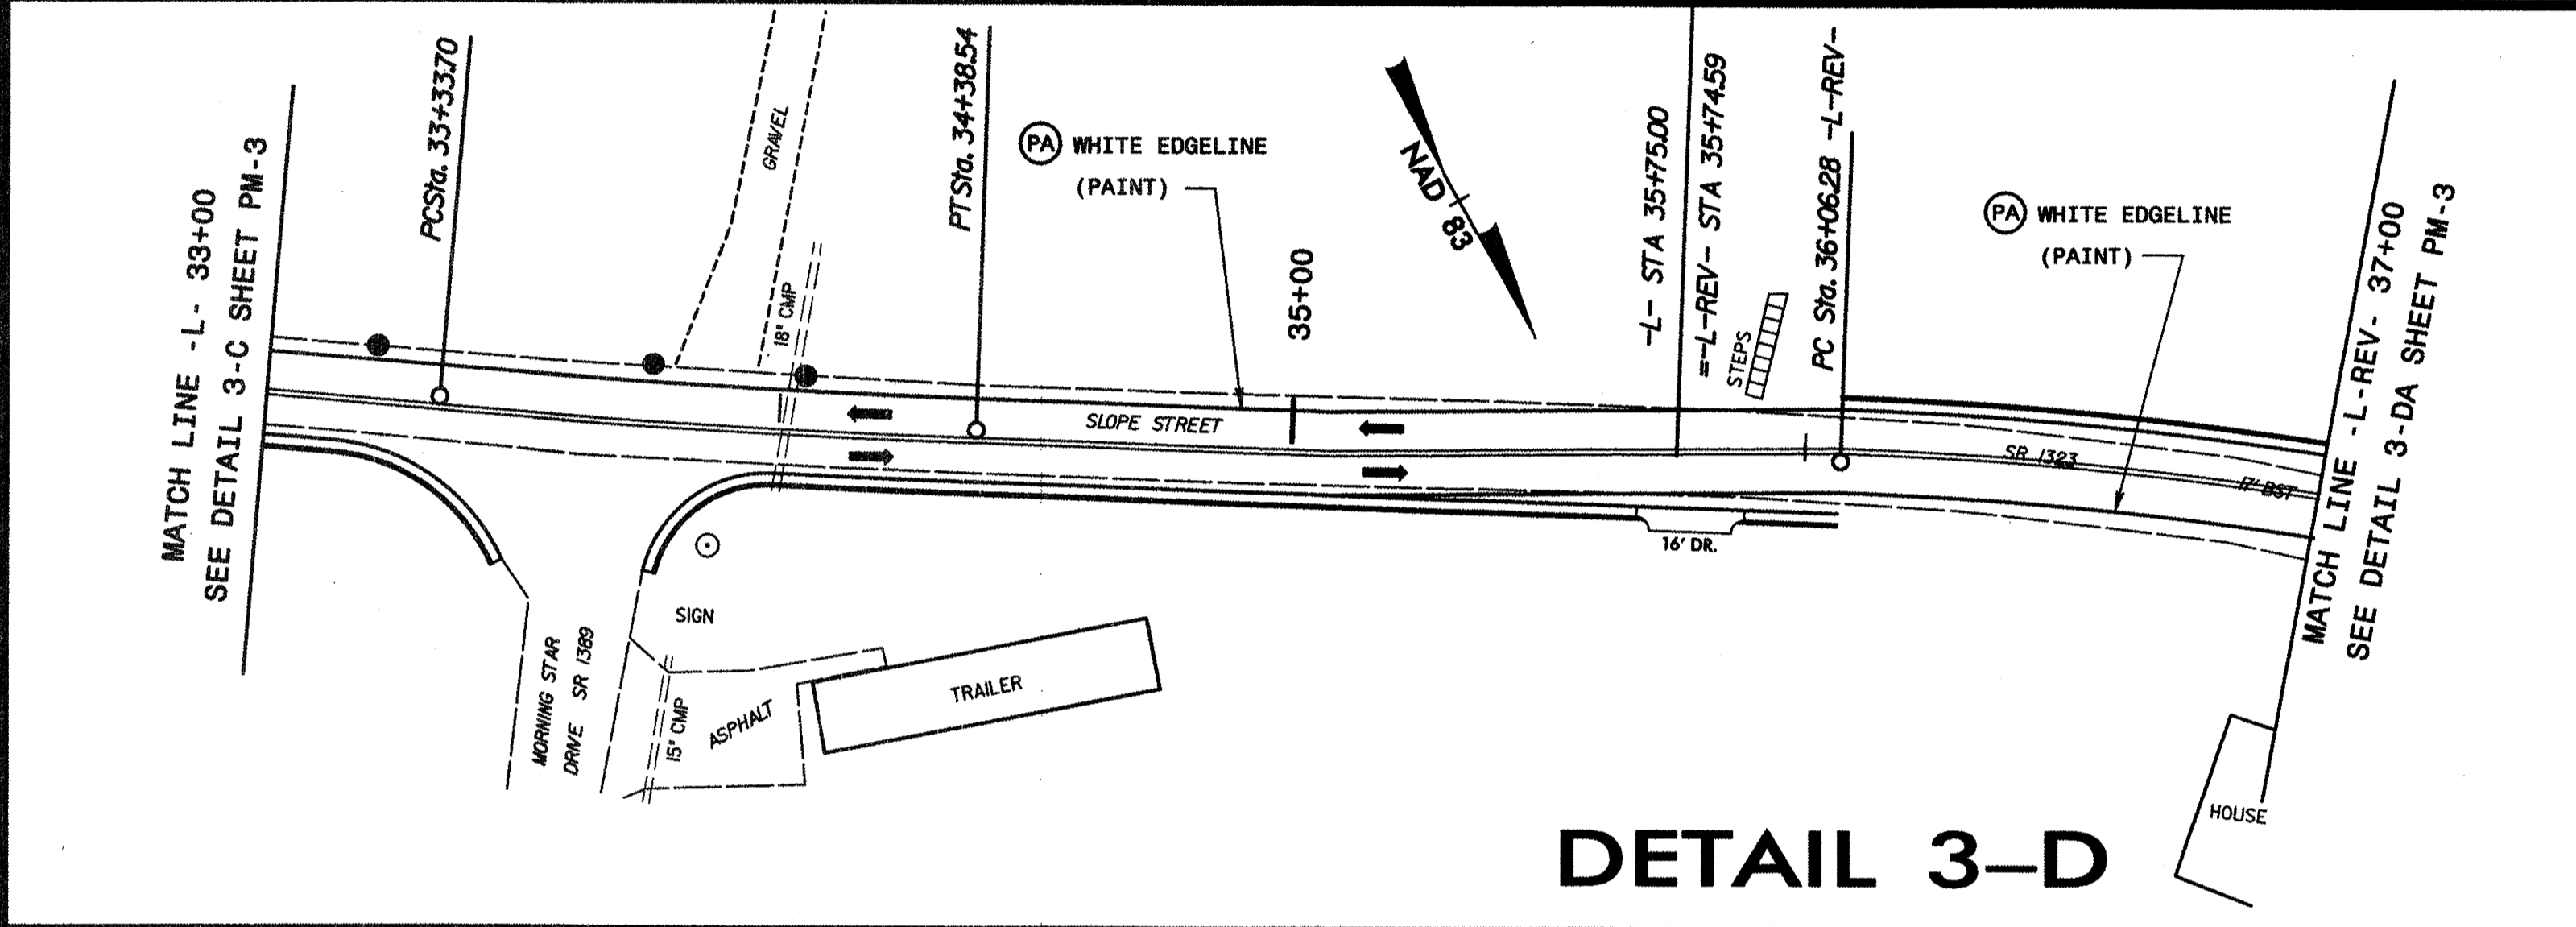 MATCH LINE -L- 33+00
SEE DETAIL 3-C SHEET PM-3
PCSta. 33+33.70
GRAVEL
18" CMP
PTSta. 34+38.54
PA WHITE EDGELINE
(PAINT)
35+00
NAD 83
-L- STA 35+75.00
=-L-REV- STA 35+74.59
STEPS
PC Sta. 36+06.28 -L-REV-
PA WHITE EDGELINE
(PAINT)
MATCH LINE -L-REV- 37+00
SEE DETAIL 3-DA SHEET PM-3
SLOPE STREET
SR 1323
17' BST
16' DR.
SIGN
MORNING STAR
DRIVE SR 1389
15" CMP
ASPHALT
TRAILER
HOUSE
DETAIL 3-D